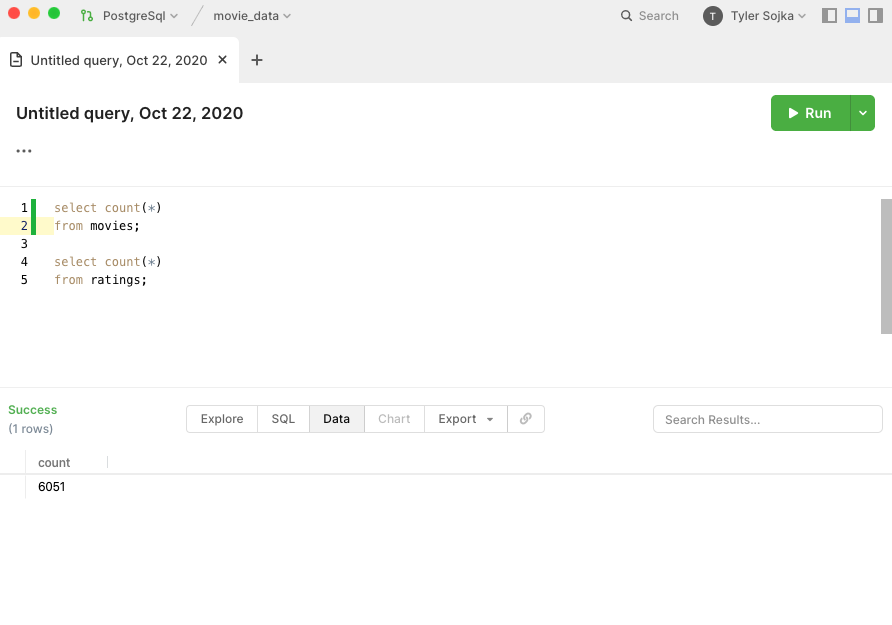 PostgreSql movie_data Search T Tyler Sojka
Untitled query, Oct 22, 2020
Untitled query, Oct 22, 2020
Run
1 select count(*)
2 from movies;
3
4 select count(*)
5 from ratings;
Success
(1 rows)
Explore SQL Data Chart Export Search Results...
count
6051